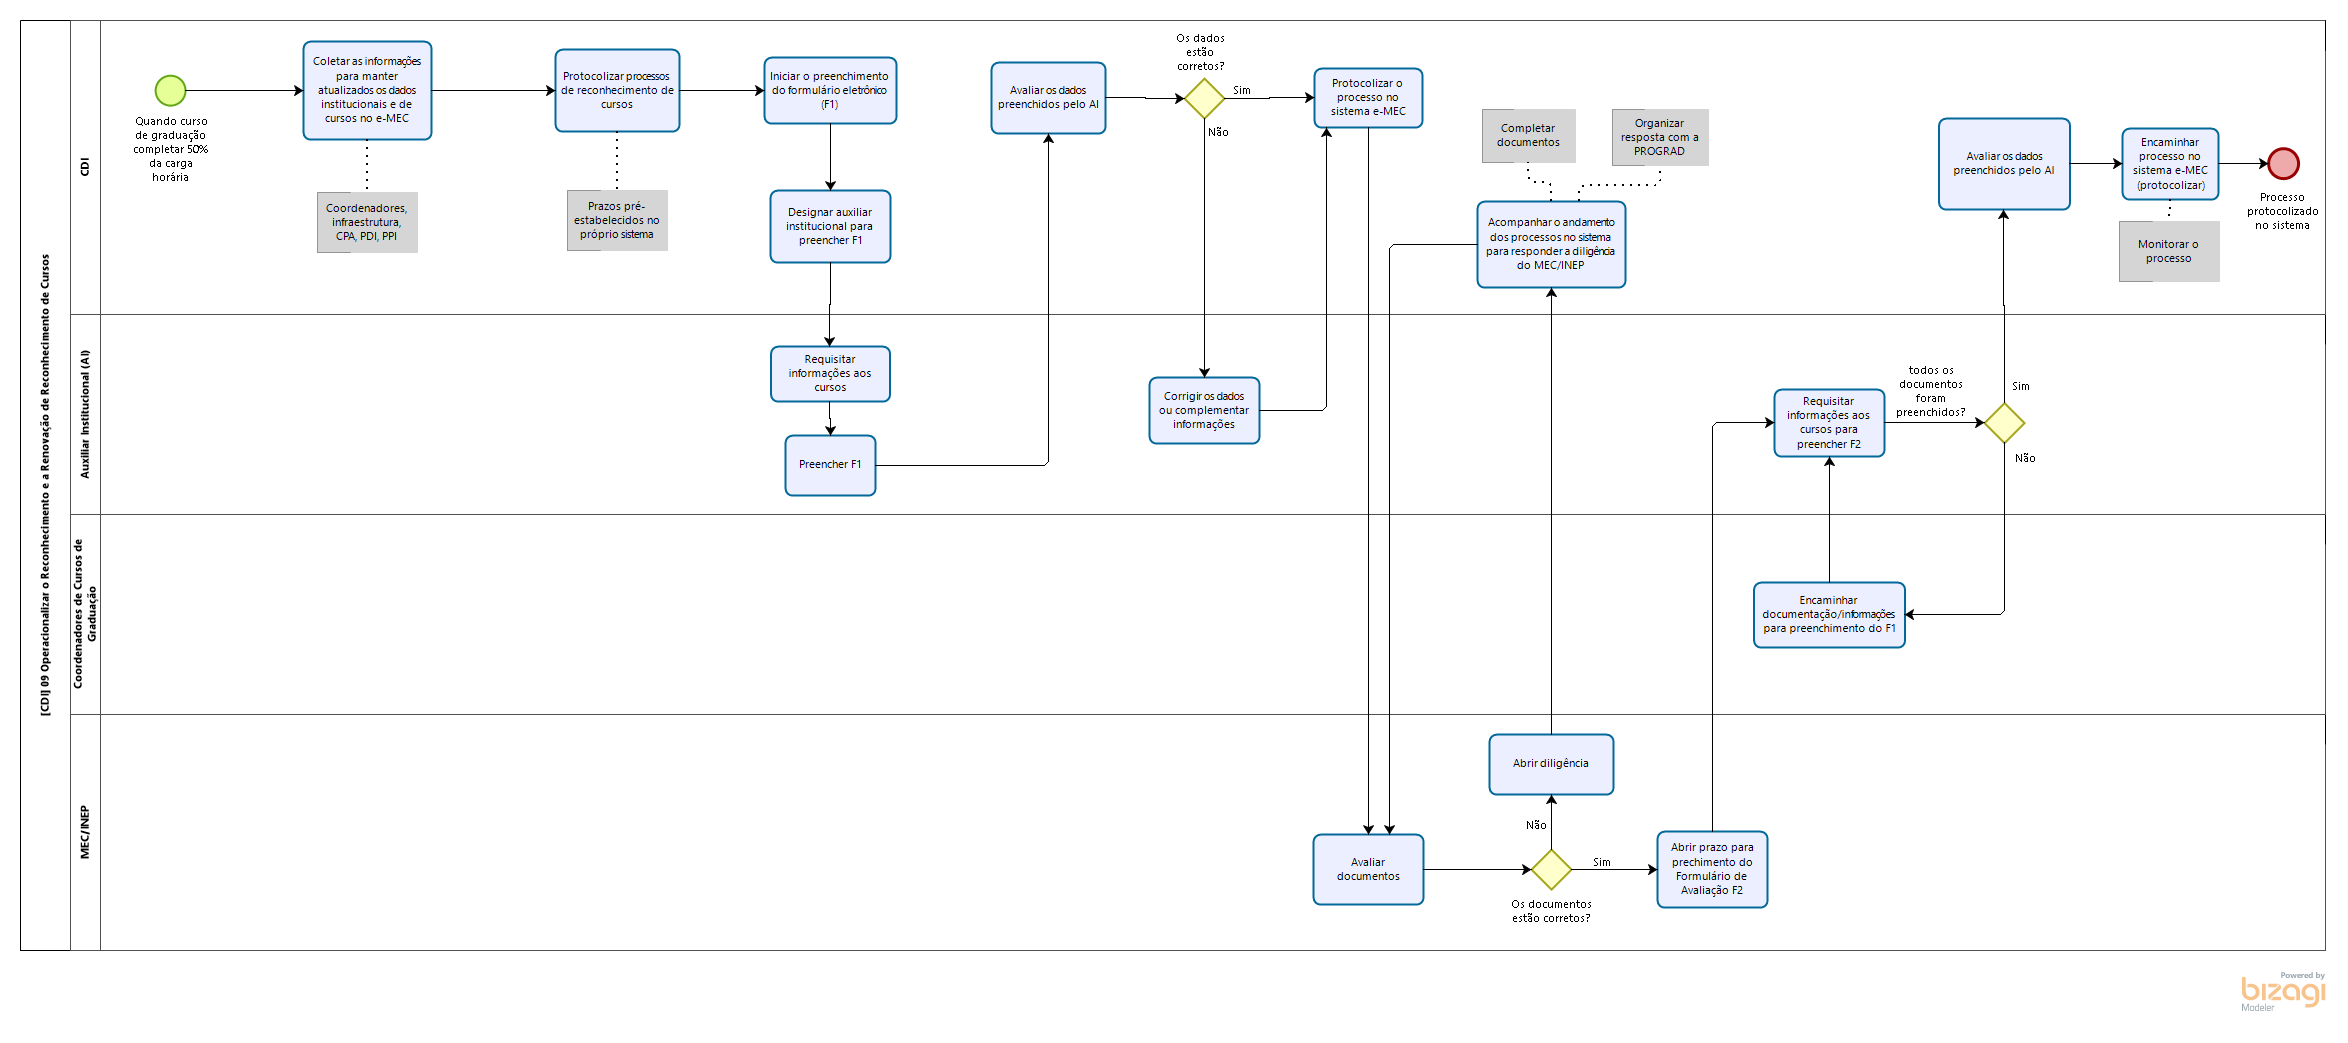 [CDI] 09 Operacionalizar o Reconhecimento e a Renovação de Reconhecimento de Cursos
CDI
Quando curso
de graduação
completar 50%
da carga
horária
Coletar as informações
para manter
atualizados os dados
institucionais e de
cursos no e-MEC
Coordenadores,
infraestrutura,
CPA, PDI, PPI
Protocolizar processos
de reconhecimento de
cursos
Prazos pré-
estabelecidos no
próprio sistema
Iniciar o preenchimento
do formulário eletrônico
(F1)
Designar auxiliar
institucional para
preencher F1
Avaliar os dados
preenchidos pelo AI
Os dados
estão
corretos?
Sim
Não
Protocolizar o
processo no
sistema e-MEC
Completar
documentos
Organizar
resposta com a
PROGRAD
Acompanhar o andamento
dos processos no sistema
para responder a diligência
do MEC/INEP
Avaliar os dados
preenchidos pelo AI
Encaminhar
processo no
sistema e-MEC
(protocolizar)
Monitorar o
processo
Processo
protocolizado
no sistema
Auxiliar Institucional (AI)
Requisitar
informações aos
cursos
Preencher F1
Corrigir os dados
ou complementar
informações
Requisitar
informações aos
cursos para
preencher F2
todos os
documentos
foram
preenchidos?
Sim
Não
Coordenadores de Cursos de
Graduação
Encaminhar
documentação/informações
para preenchimento do F1
MEC/INEP
Abrir diligência
Não
Avaliar
documentos
Sim
Os documentos
estão corretos?
Abrir prazo para
prechimento do
Formulário de
Avaliação F2
Powered by
bizagi
Modeler